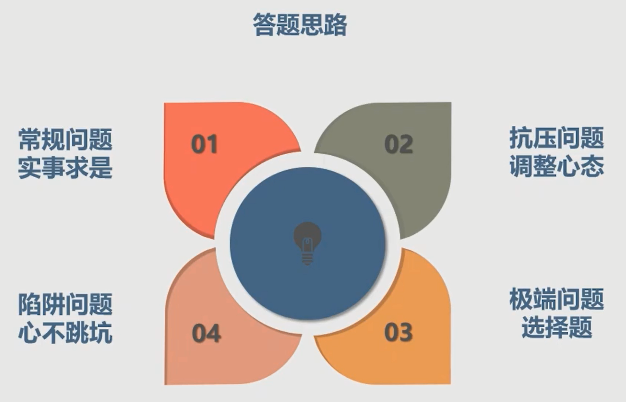 答题思路
常规问题
实事求是
01
02
抗压问题
调整心态
陷阱问题
心不跳坑
04
03
极端问题
选择题